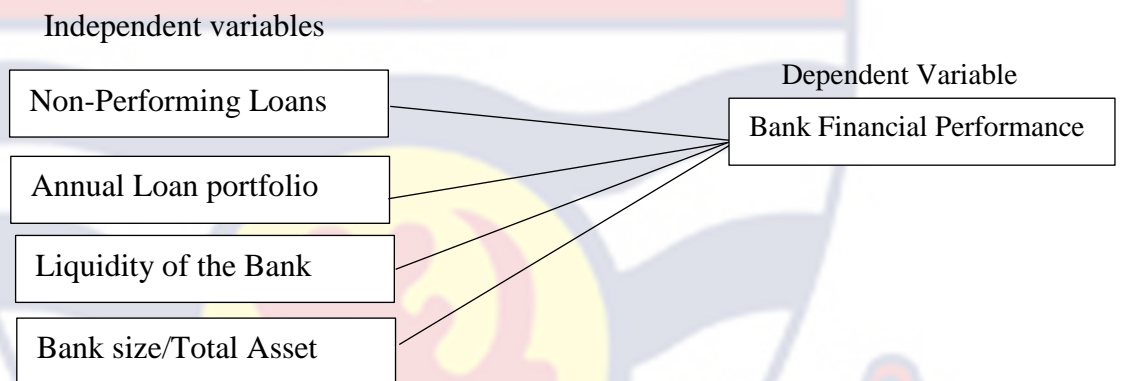 Independent variables
Dependent Variable
Non-Performing Loans
Bank Financial Performance
Annual Loan portfolio
Liquidity of the Bank
Bank size/Total Asset